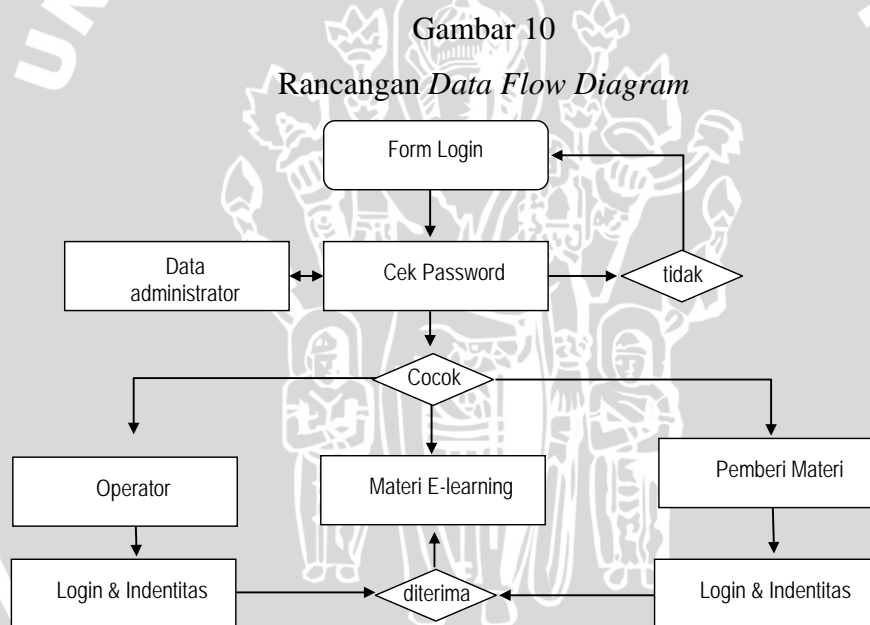 UN
Gambar 10
Rancangan Data Flow Diagram
Form Login
Data
administrator
Cek Password
tidak
Cocok
Operator
Materi E-learning
Pemberi Materi
Login & Indentitas
diterima
Login & Indentitas